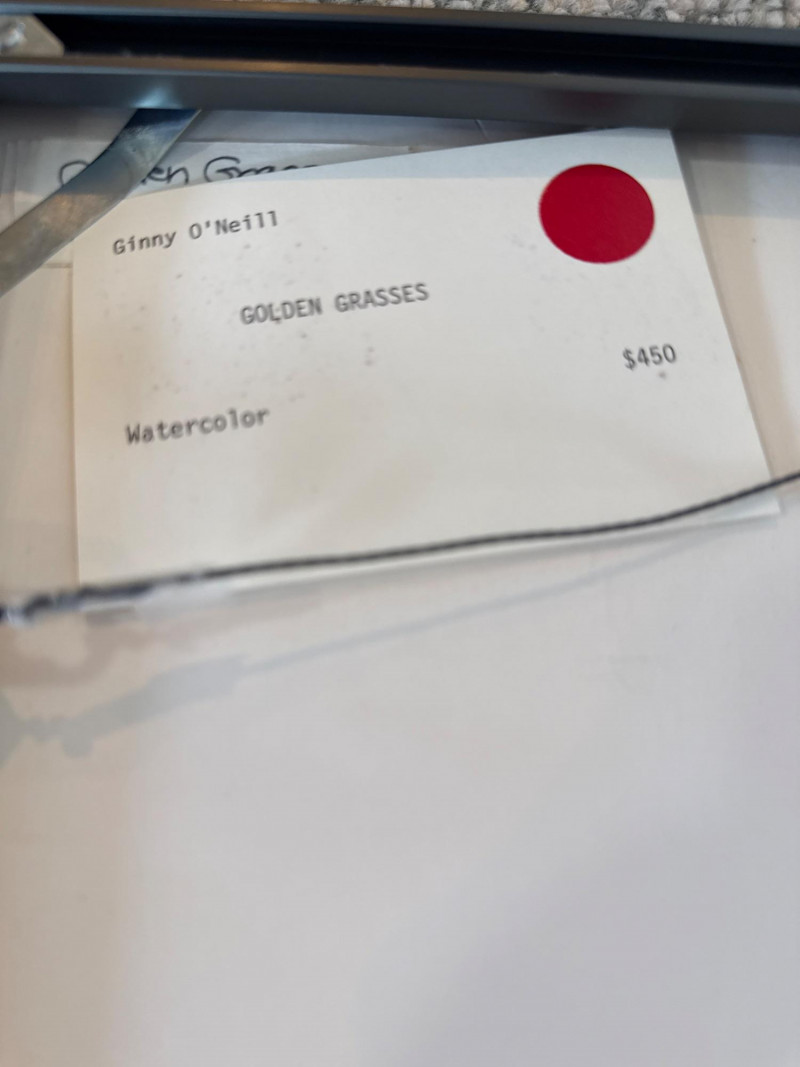 Ginny O'Neill
GOLDEN GRASSES
$450
Watercolor